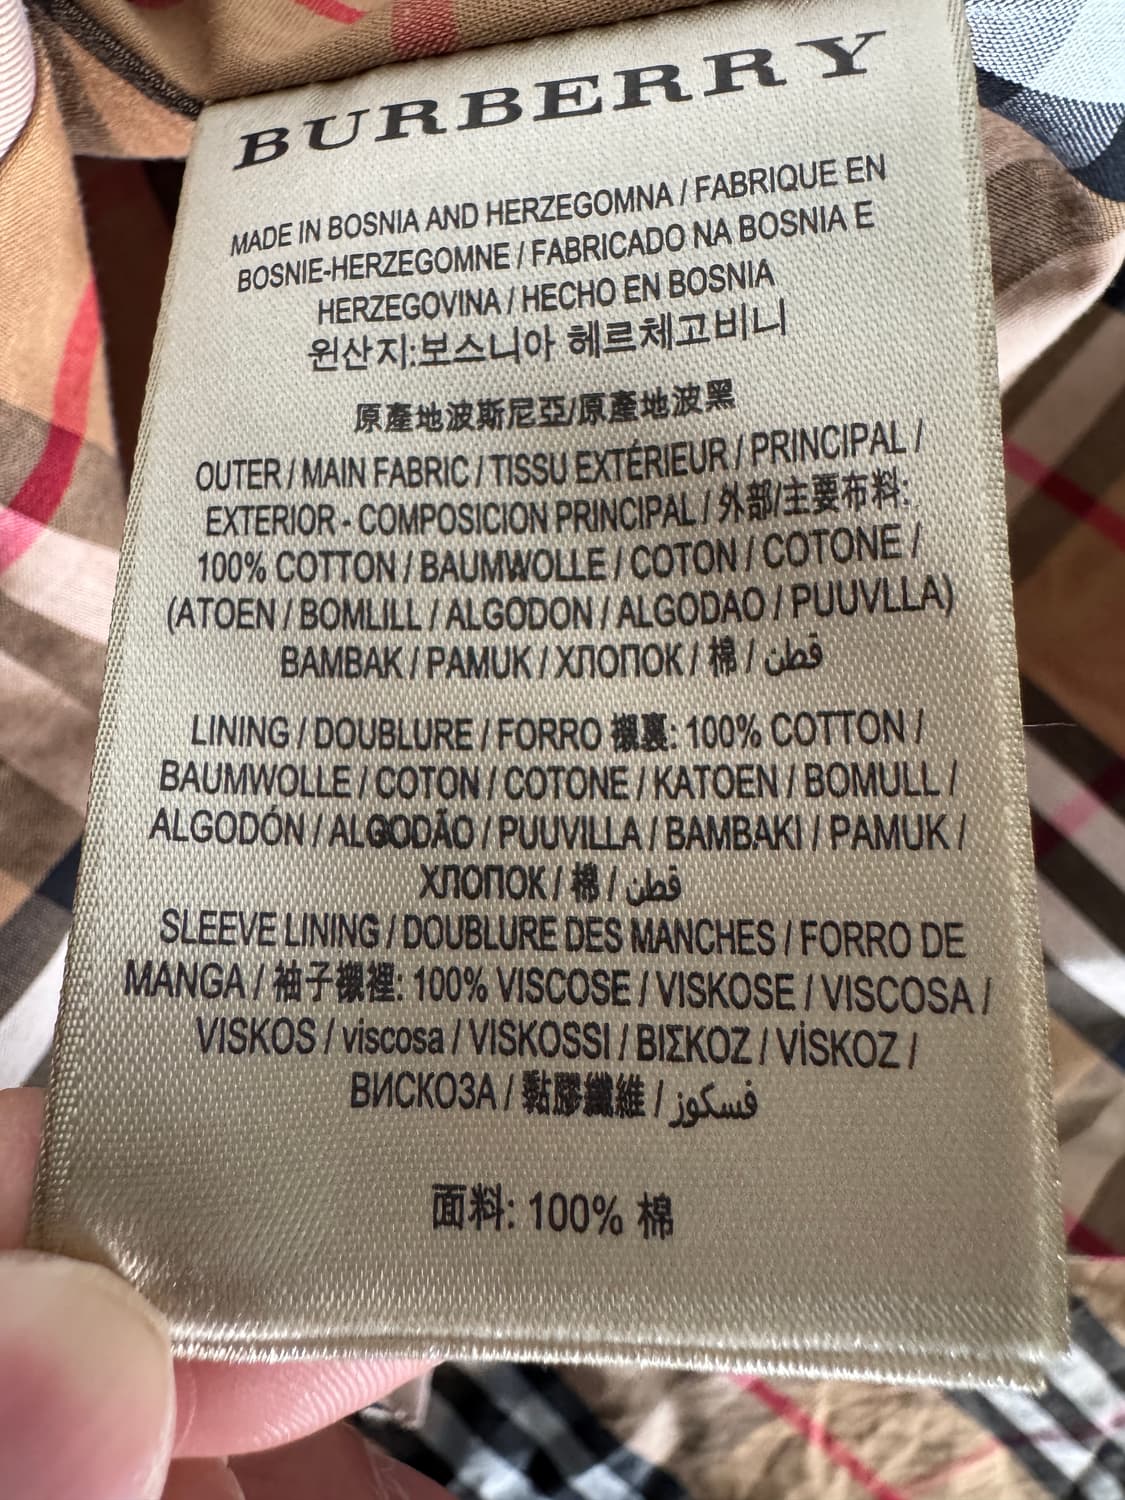 BURBERRY
MADE IN BOSNIA AND HERZEGOMNA / FABRIQUE EN
BOSNIE-HERZEGOMNE / FABRICADO NA BOSNIA E
HERZEGOVINA / HECHO EN BOSNIA
원산지:보스니아 헤르체고비니
原產地波斯尼亞/原產地波黑
OUTER / MAIN FABRIC / TISSU EXTÉRIEUR / PRINCIPAL /
EXTERIOR - COMPOSICION PRINCIPAL / 外部/主要布料:
100% COTTON / BAUMWOLLE / COTON / COTONE /
(ATOEN / BOMLILL / ALGODON / ALGODAO / PUUVLLA)
BAMBAK / PAMUK / ХЛОПОК / 棉 / قطن
LINING / DOUBLURE / FORRO 襯裏: 100% COTTON /
BAUMWOLLE / COTON / COTONE / KATOEN / BOMULL /
ALGODÓN / ALGODÃO / PUUVILLA / BAMBAKI / PAMUK /
ХЛОПОК / 棉 / قطن
SLEEVE LINING / DOUBLURE DES MANCHES / FORRO DE
MANGA / 袖子襯裡: 100% VISCOSE / VISKOSE / VISCOSA /
VISKOS / viscosa / VISKOSSI / ΒΙΣΚΟΖ / VİSKOZ /
ВИСКОЗА / 黏膠纖維 / فسكوز
面料: 100% 棉